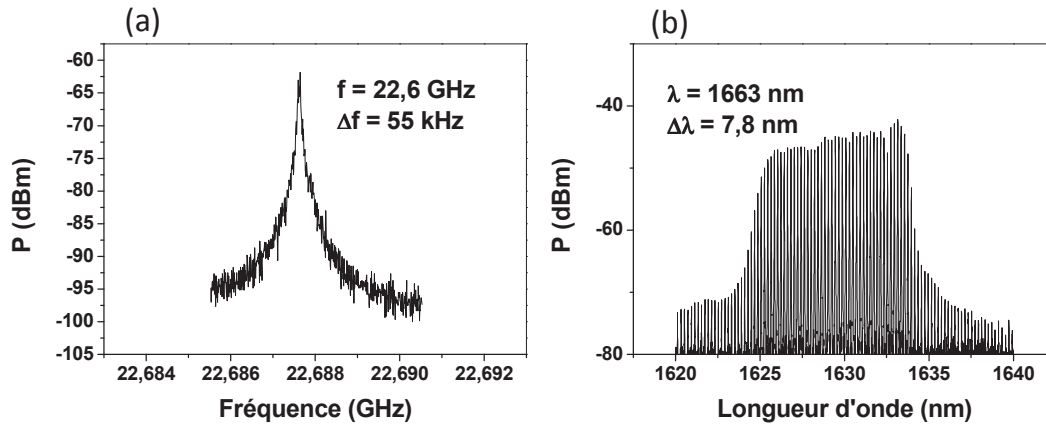 (a)
f = 22,6 GHz
Δf = 55 kHz
P (dBm)
-60
-65
-70
-75
-80
-85
-90
-95
-100
-105
22,684
22,686
22,688
22,690
22,692
Fréquence (GHz)
(b)
λ = 1663 nm
Δλ = 7,8 nm
P (dBm)
-40
-60
-80
1620
1625
1630
1635
1640
Longueur d'onde (nm)